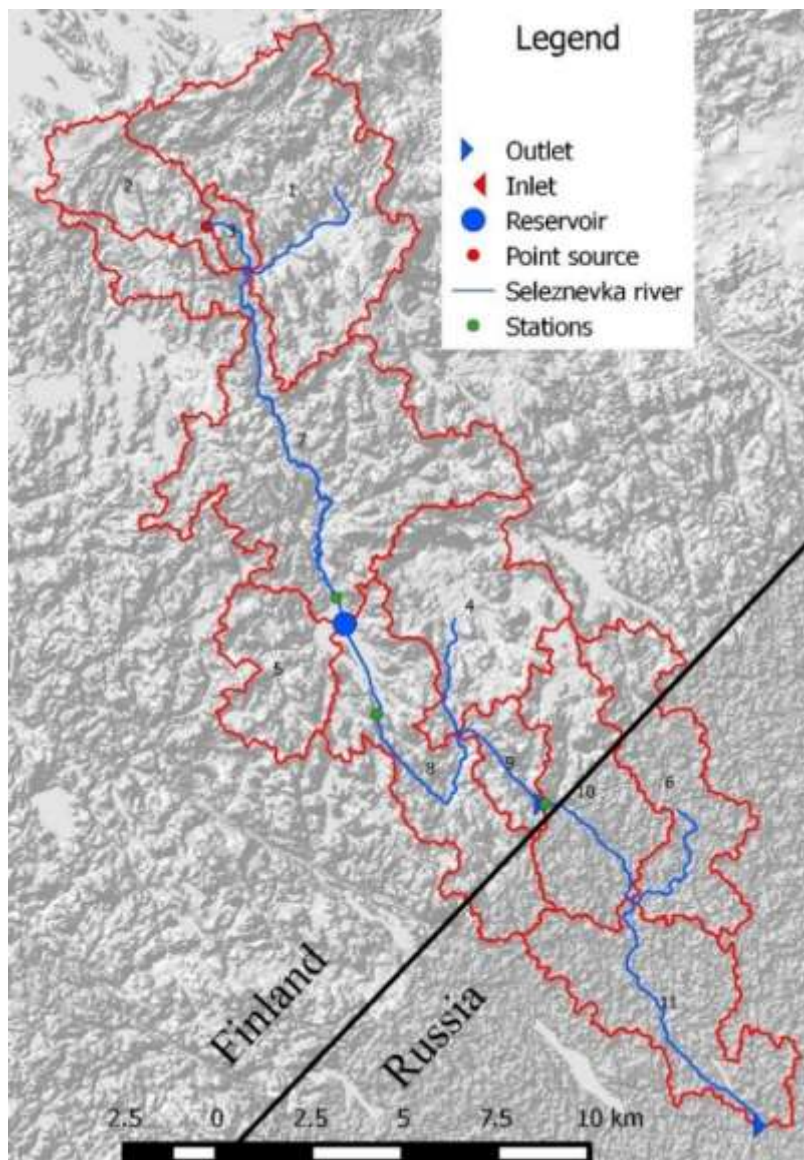 Legend
Outlet
Inlet
Reservoir
Point source
Seleznevka river
Stations
2
1
3
7
4
5
9
8
6
10
11
Finland
Russia
2.5 0 2.5 5 7.5 10 km